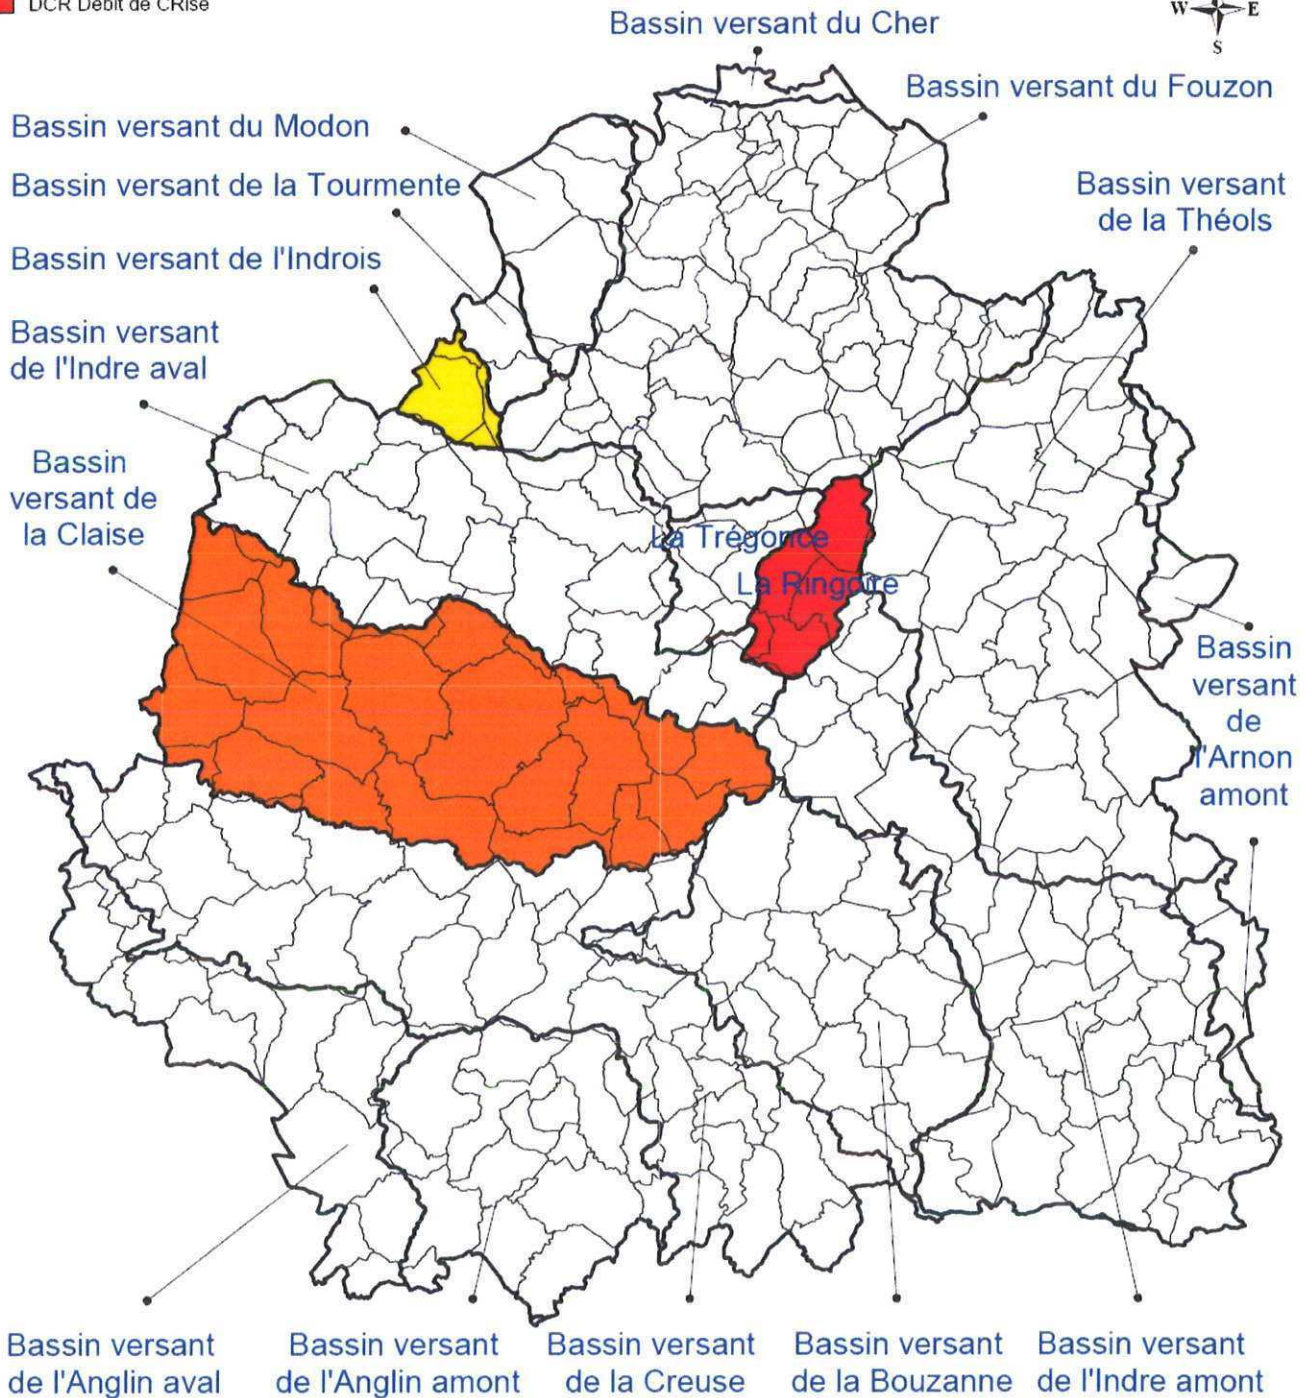 DCR Débit de CRise
W E
S
Bassin versant du Cher
Bassin versant du Fouzon
Bassin versant du Modon
Bassin versant de la Tourmente
Bassin versant
de la Théols
Bassin versant de l'Indrois
Bassin versant
de l'Indre aval
Bassin
versant de
la Claise
La Trégonce
La Ringoire
Bassin
versant
de
l'Arnon
amont
Bassin versant
de l'Anglin aval
Bassin versant
de l'Anglin amont
Bassin versant
de la Creuse
Bassin versant
de la Bouzanne
Bassin versant
de l'Indre amont